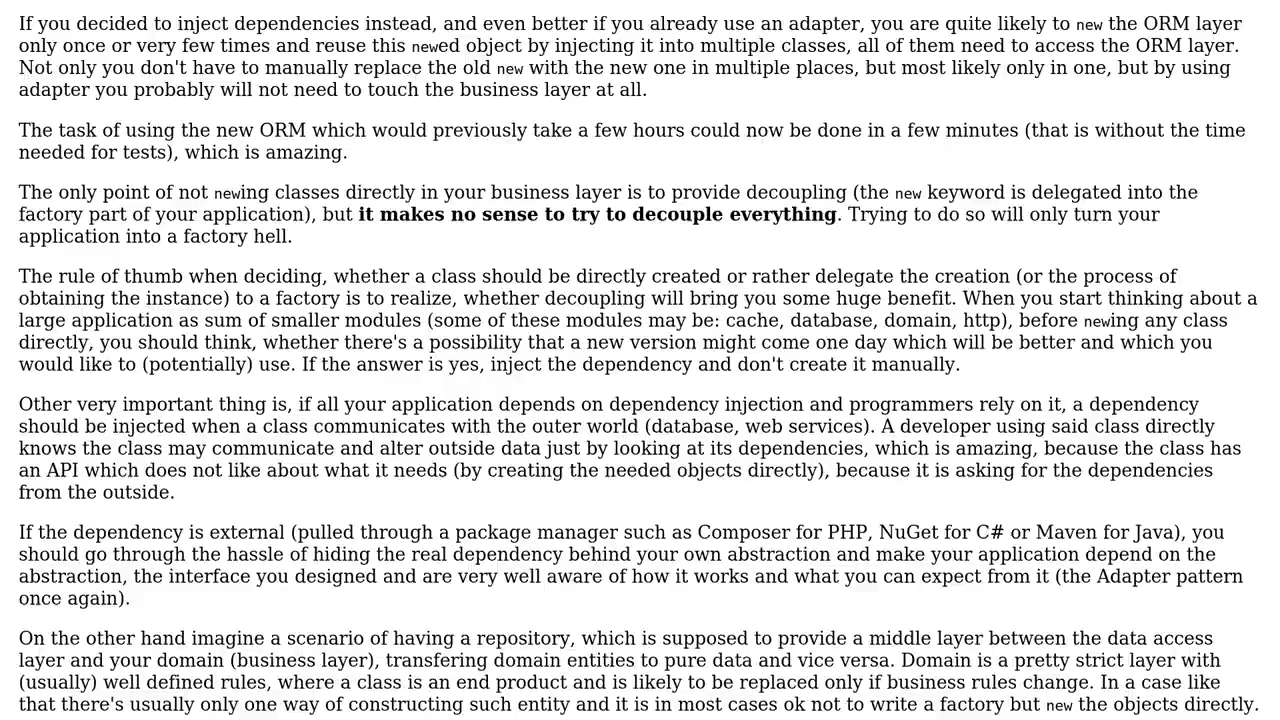 If you decided to inject dependencies instead, and even better if you already use an adapter, you are quite likely to new the ORM layer
only once or very few times and reuse this newed object by injecting it into multiple classes, all of them need to access the ORM layer.
Not only you don't have to manually replace the old new with the new one in multiple places, but most likely only in one, but by using
adapter you probably will not need to touch the business layer at all.
The task of using the new ORM which would previously take a few hours could now be done in a few minutes (that is without the time
needed for tests), which is amazing.
The only point of not newing classes directly in your business layer is to provide decoupling (the new keyword is delegated into the
factory part of your application), but it makes no sense to try to decouple everything. Trying to do so will only turn your
application into a factory hell.
The rule of thumb when deciding, whether a class should be directly created or rather delegate the creation (or the process of
obtaining the instance) to a factory is to realize, whether decoupling will bring you some huge benefit. When you start thinking about a
large application as sum of smaller modules (some of these modules may be: cache, database, domain, http), before newing any class
directly, you should think, whether there's a possibility that a new version might come one day which will be better and which you
would like to (potentially) use. If the answer is yes, inject the dependency and don't create it manually.
Other very important thing is, if all your application depends on dependency injection and programmers rely on it, a dependency
should be injected when a class communicates with the outer world (database, web services). A developer using said class directly
knows the class may communicate and alter outside data just by looking at its dependencies, which is amazing, because the class has
an API which does not like about what it needs (by creating the needed objects directly), because it is asking for the dependencies
from the outside.
If the dependency is external (pulled through a package manager such as Composer for PHP, NuGet for C# or Maven for Java), you
should go through the hassle of hiding the real dependency behind your own abstraction and make your application depend on the
abstraction, the interface you designed and are very well aware of how it works and what you can expect from it (the Adapter pattern
once again).
On the other hand imagine a scenario of having a repository, which is supposed to provide a middle layer between the data access
layer and your domain (business layer), transfering domain entities to pure data and vice versa. Domain is a pretty strict layer with
(usually) well defined rules, where a class is an end product and is likely to be replaced only if business rules change. In a case like
that there's usually only one way of constructing such entity and it is in most cases ok not to write a factory but new the objects directly.